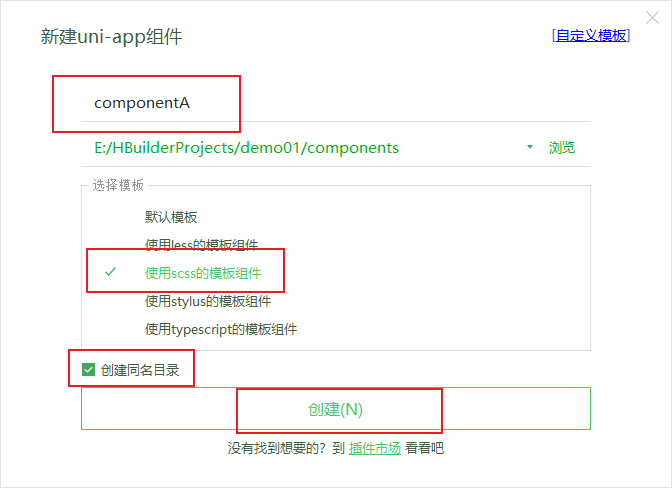 新建uni-app组件 [自定义模板]
componentA
E:/HBuilderProjects/demo01/components 浏览
选择模板
默认模板
使用less的模板组件
使用scss的模板组件
使用stylus的模板组件
使用typescript的模板组件
创建同名目录
创建(N)
没有找到想要的？到 插件市场 看看吧